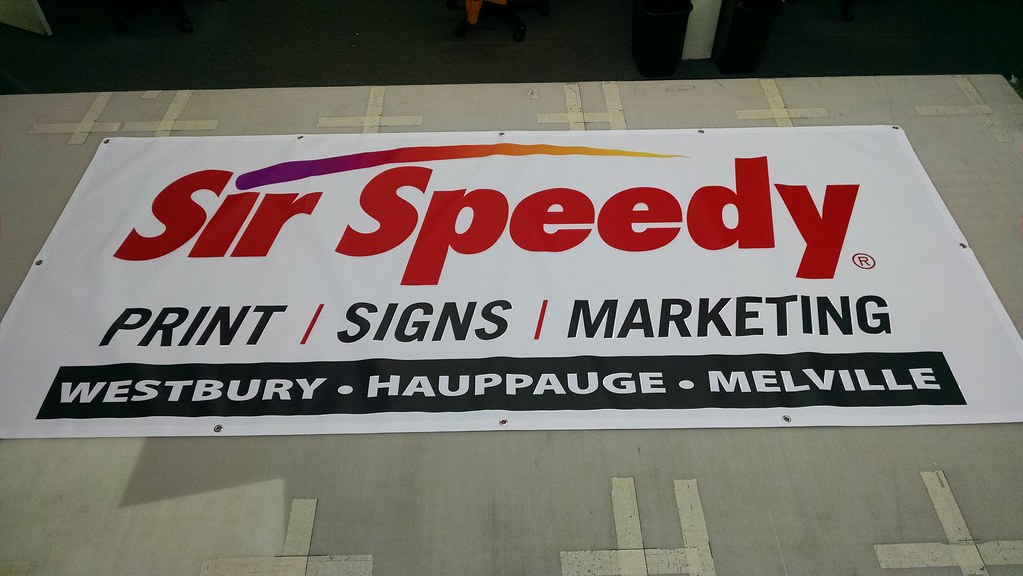 Sir Speedy®
PRINT / SIGNS / MARKETING
WESTBURY • HAUPPAUGE • MELVILLE